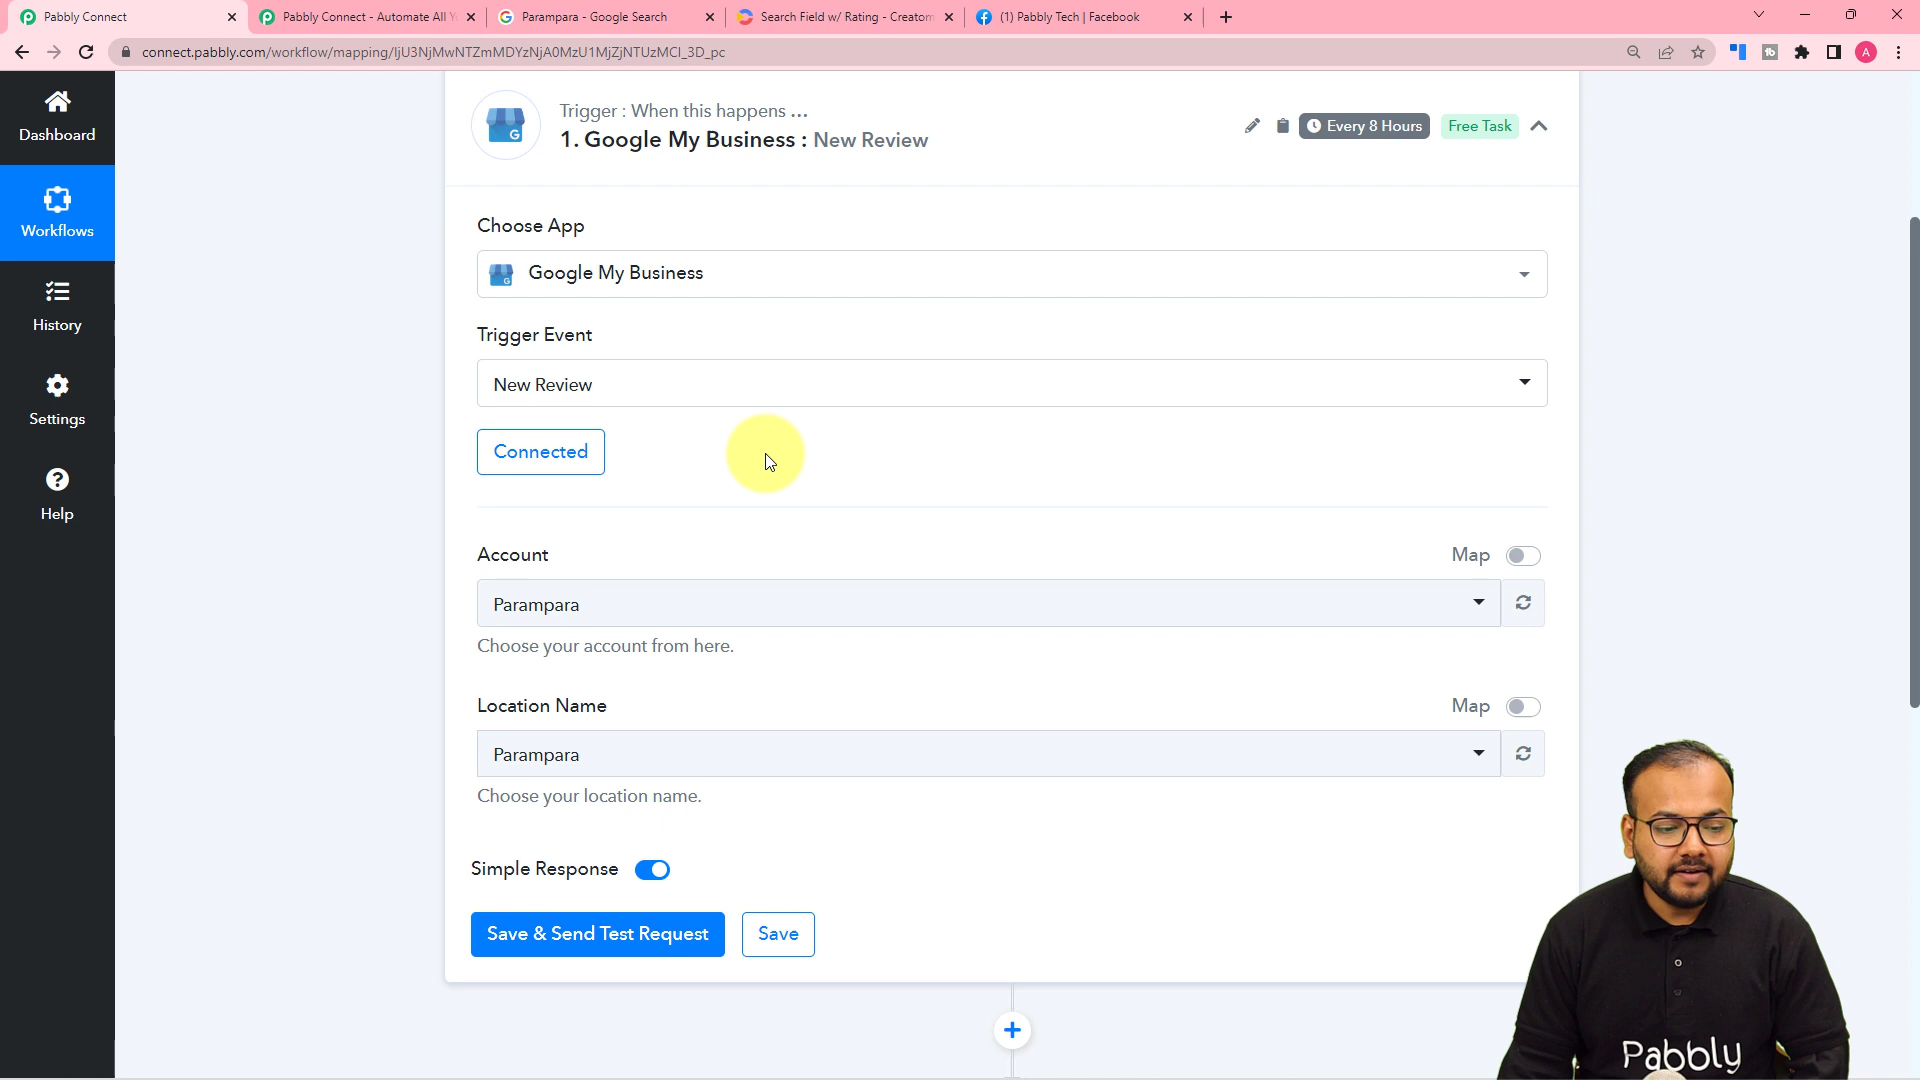 Pabbly Connect
Pabbly Connect - Automate All Y
Parampara - Google Search
Search Field w/ Rating - Creatom
(1) Pabbly Tech | Facebook
connect.pabbly.com/workflow/mapping/IjU3NjMwNTZmMDYzNjA0MzU1MjZjNTUzMCI_3D_pc
A
Dashboard
Workflows
History
Settings
Help
Trigger : When this happens ...
1. Google My Business : New Review
Every 8 Hours
Free Task
Choose App
Google My Business
Trigger Event
New Review
Connected
Account
Map
Parampara
Choose your account from here.
Location Name
Map
Parampara
Choose your location name.
Simple Response
Save & Send Test Request
Save
Pabbly